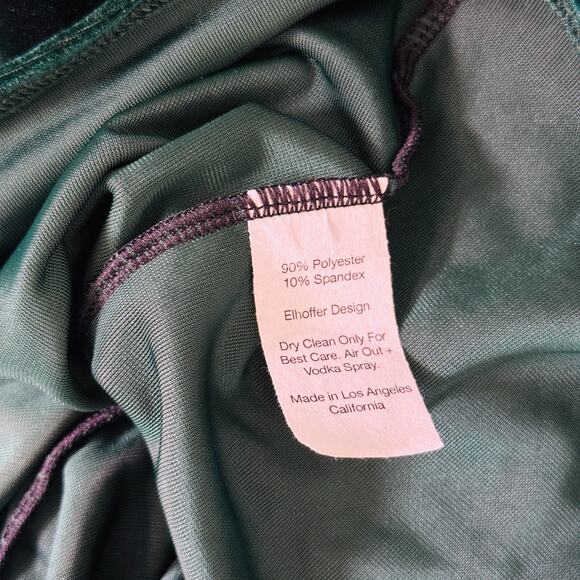 90% Polyester
10% Spandex
Elhoffer Design
Dry Clean Only For
Best Care. Air Out +
Vodka Spray.
Made in Los Angeles
California